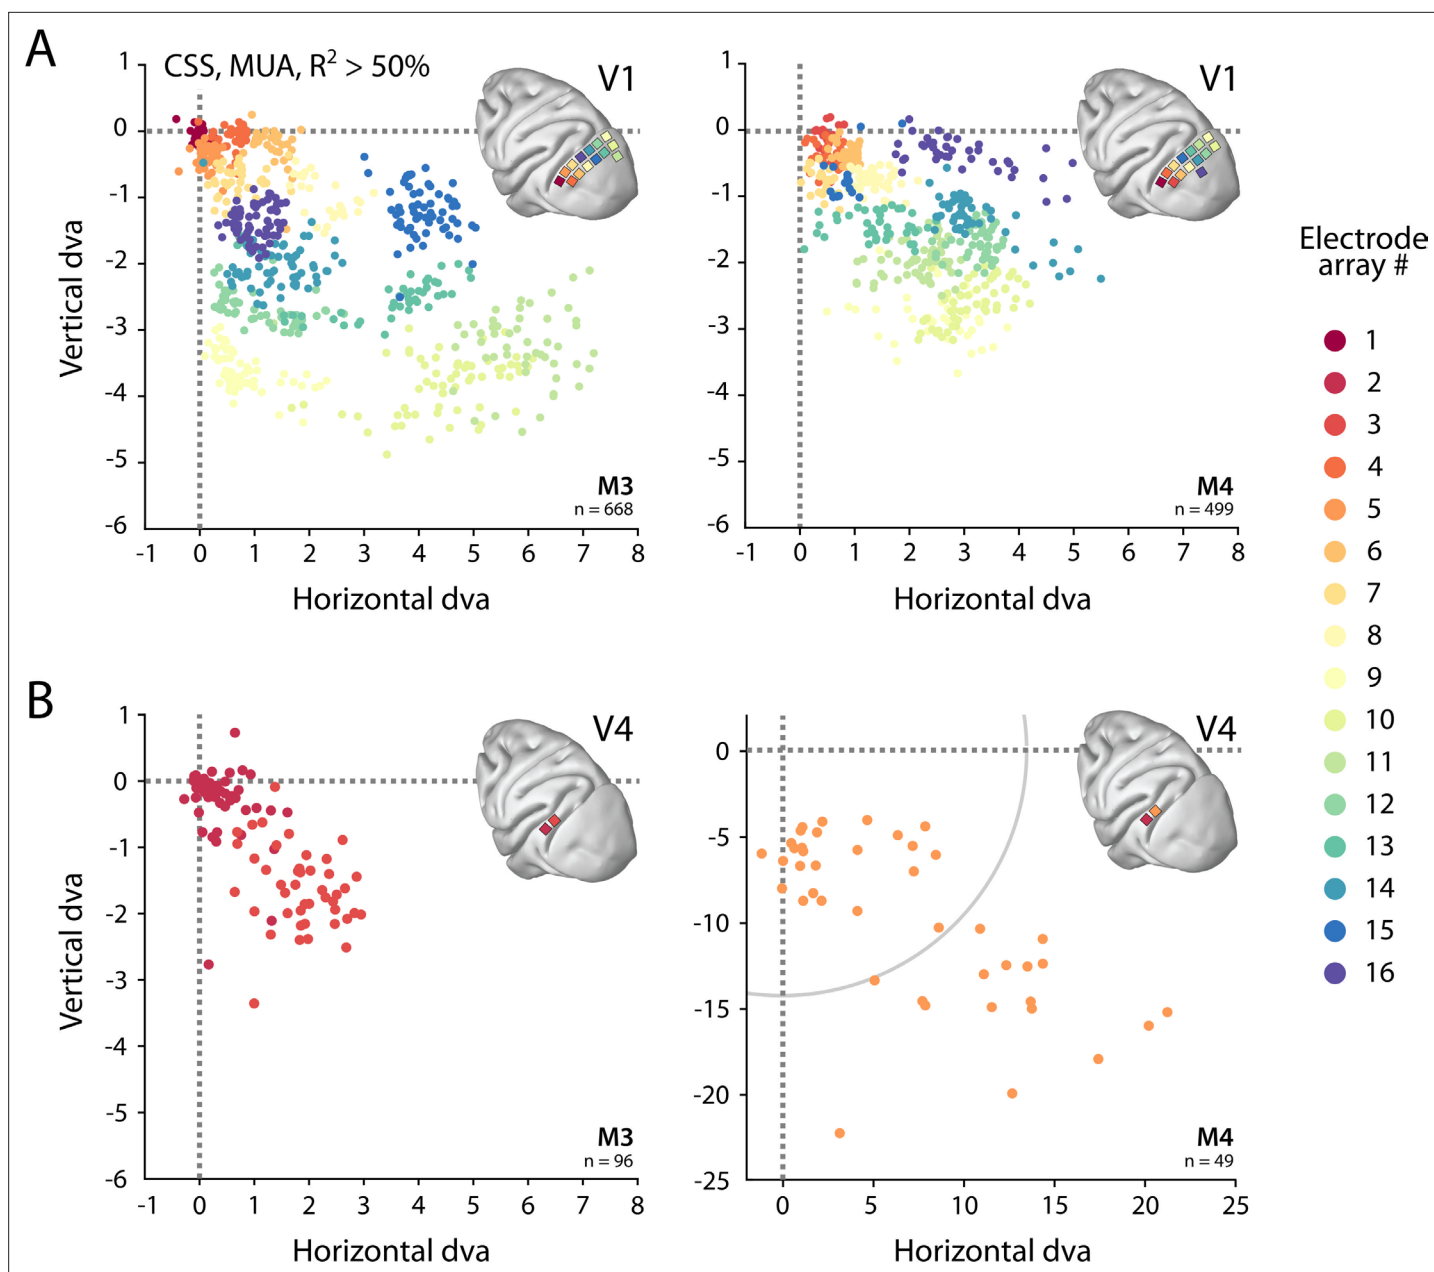 A
CSS, MUA, R² > 50%
V1
1
0
-1
-2
-3
-4
-5
-6
Vertical dva
M3
n = 668
-1 0 1 2 3 4 5 6 7 8
Horizontal dva
V1
1
0
-1
-2
-3
-4
-5
-6
M4
n = 499
-1 0 1 2 3 4 5 6 7 8
Horizontal dva
Electrode
array #
1
2
3
4
5
6
7
8
9
10
11
12
13
14
15
16
B
V4
1
0
-1
-2
-3
-4
-5
-6
Vertical dva
M3
n = 96
-1 0 1 2 3 4 5 6 7 8
Horizontal dva
V4
0
-5
-10
-15
-20
-25
M4
n = 49
0 5 10 15 20 25
Horizontal dva